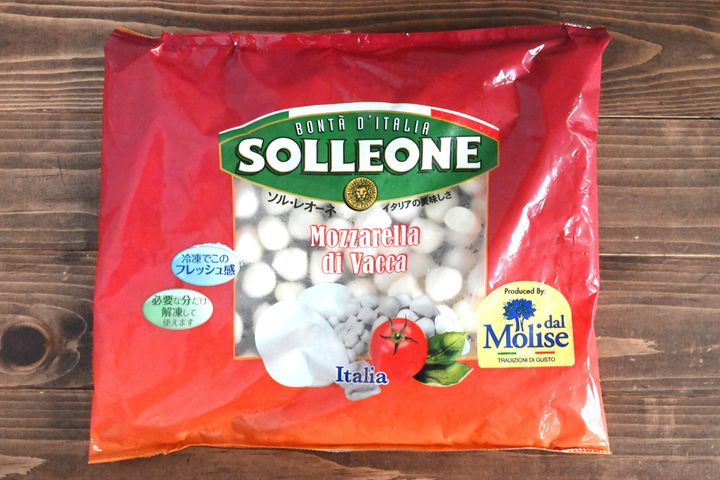 BONTÀ D'ITALIA
SOLLEONE
ソル・レオーネ
イタリアの美味しさ
Mozzarella
di Vacca
冷凍でこの
フレッシュ感
必要な分だけ
解凍して
使えます
Produced By:
dal
Molise
TRADIZIONI DI GUSTO
Italia